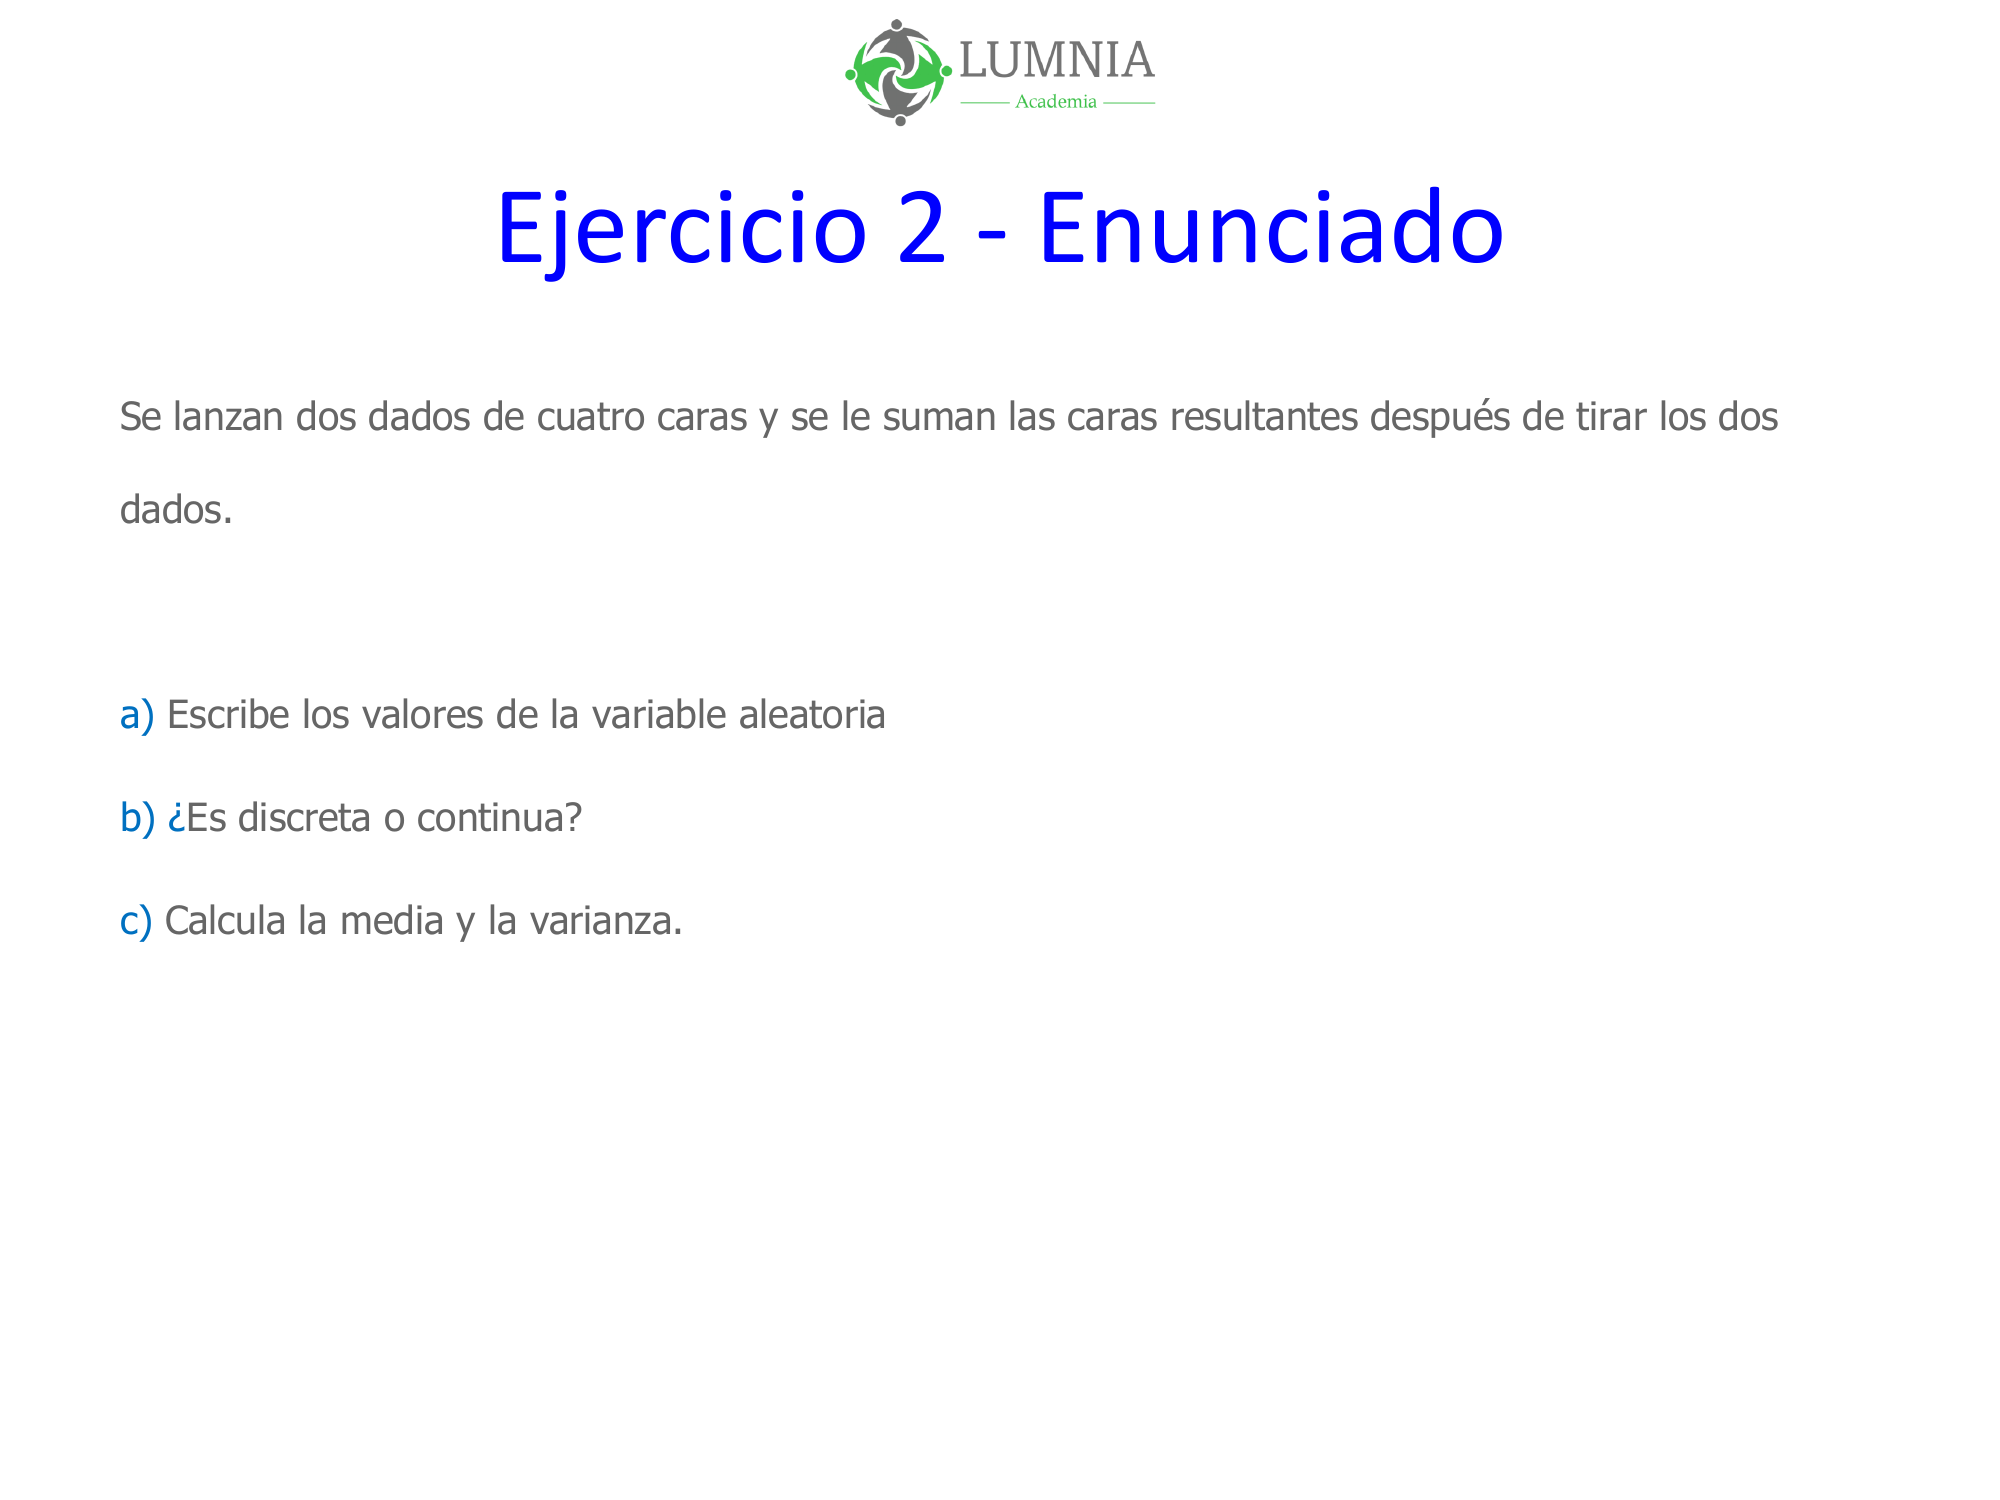 LUMNIA
Academia
Ejercicio 2 - Enunciado
Se lanzan dos dados de cuatro caras y se le suman las caras resultantes después de tirar los dos
dados.
a) Escribe los valores de la variable aleatoria
b) ¿Es discreta o continua?
c) Calcula la media y la varianza.